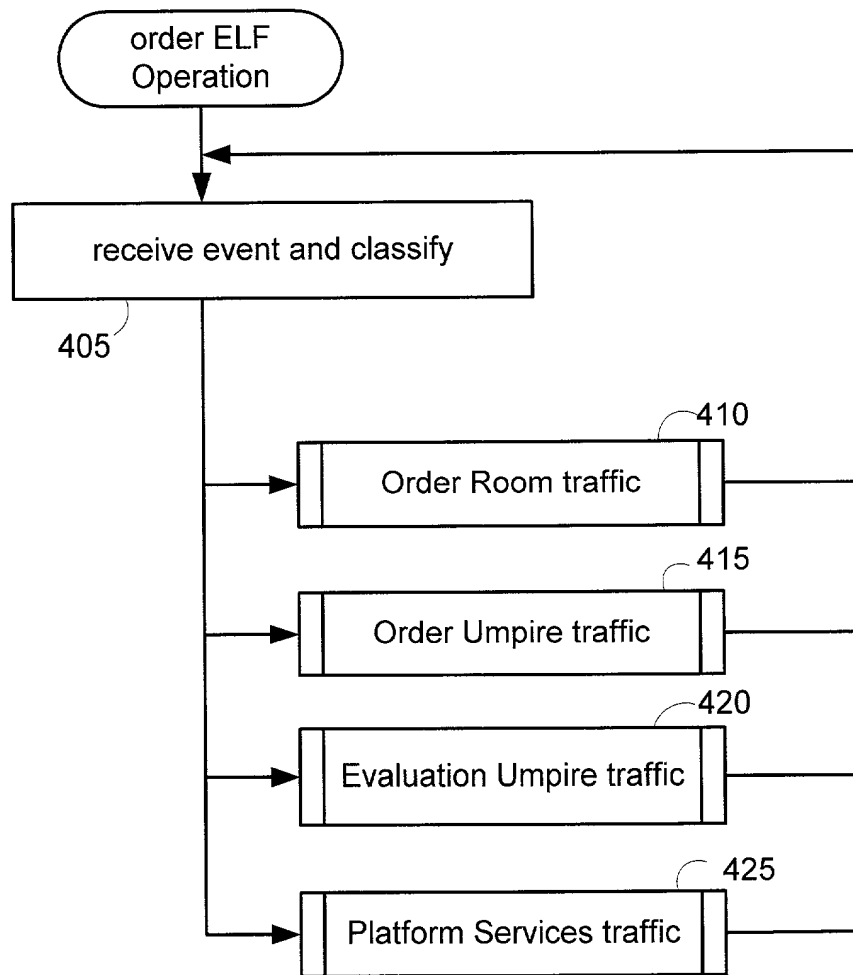 order ELF
Operation
receive event and classify
405
410
Order Room traffic
415
Order Umpire traffic
420
Evaluation Umpire traffic
425
Platform Services traffic